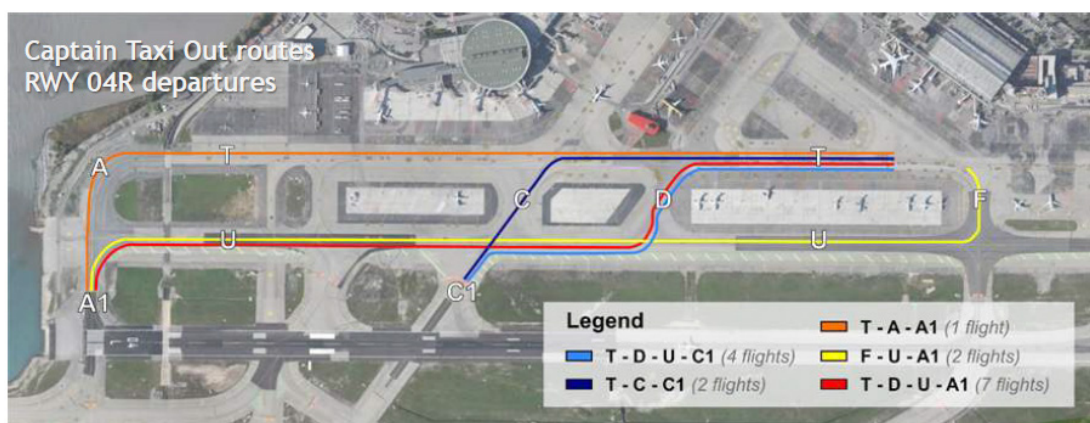 Captain Taxi Out routes
RWY 04R departures
A
T
T
C
D
F
U
U
A1
C1
Legend
T - D - U - C1 (4 flights)
T - C - C1 (2 flights)
T - A - A1 (1 flight)
F - U - A1 (2 flights)
T - D - U - A1 (7 flights)